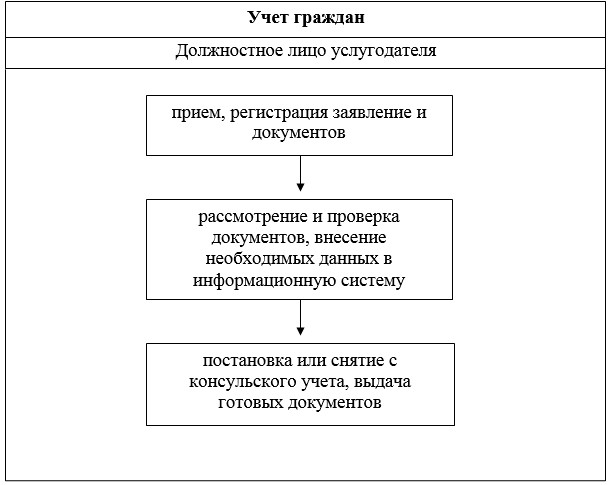 Учет граждан
Должностное лицо услугодателя
прием, регистрация заявление и
документов
рассмотрение и проверка
документов, внесение
необходимых данных в
информационную систему
постановка или снятие с
консульского учета, выдача
готовых документов